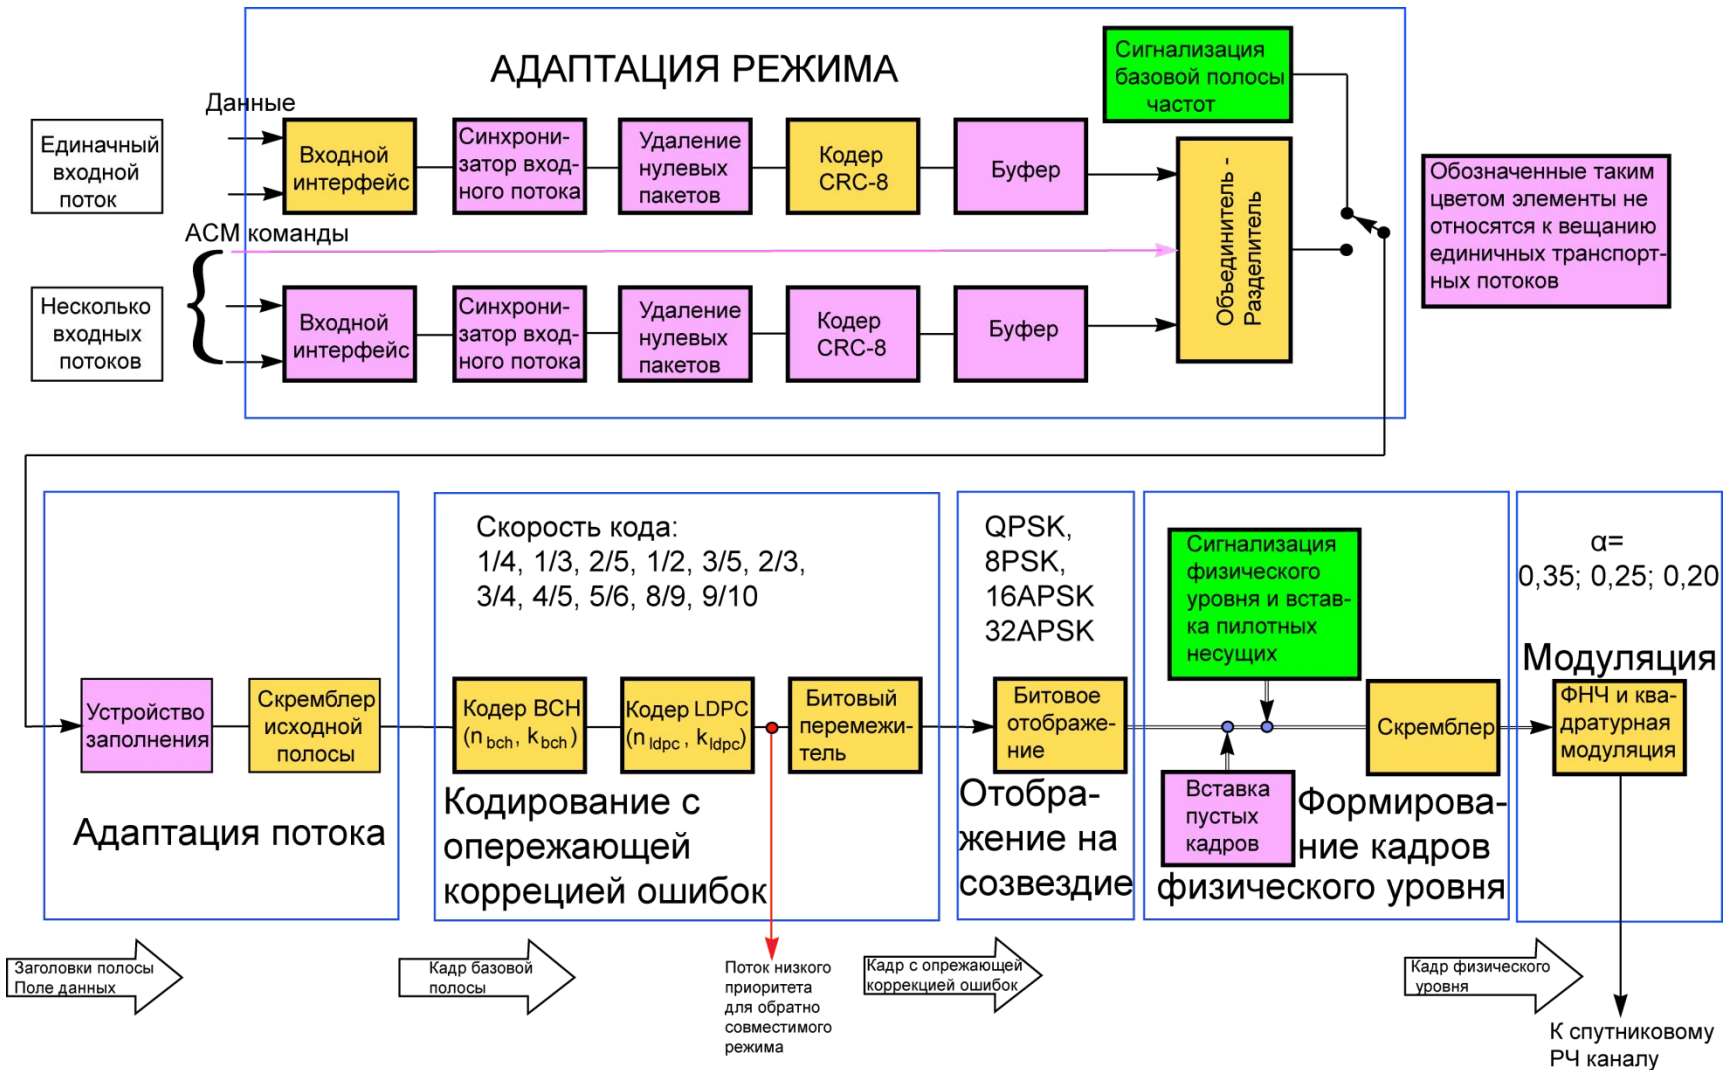 АДАПТАЦИЯ РЕЖИМА
Сигнализация
базовой полосы
частот
Данные
Единачный
входной
поток
Входной
интерфейс
Синхрони-
затор вход-
ного потока
Удаление
нулевых
пакетов
Кодер
CRC-8
Буфер
Объединитель -
Разделитель
Обозначенные таким
цветом элементы не
относятся к вещанию
единичных транспорт-
ных потоков
АСМ команды
Несколько
входных
потоков
Входной
интерфейс
Синхрони-
затор вход-
ного потока
Удаление
нулевых
пакетов
Кодер
CRC-8
Буфер
Скорость кода:
1/4, 1/3, 2/5, 1/2, 3/5, 2/3,
3/4, 4/5, 5/6, 8/9, 9/10
QPSK,
8PSK,
16APSK
32APSK
Сигнализация
физического
уровня и встав-
ка пилотных
несущих
α=
0,35; 0,25; 0,20
Устройство
заполнения
Скремблер
исходной
полосы
Кодер BCH
(n bch, k bch)
Кодер LDPC
(n ldpc, k ldpc)
Битовый
перемежи-
тель
Битовое
отображе-
ние
Скремблер
Модуляция
ФНЧ и ква-
дратурная
модуляция
Вставка
пустых
кадров
Адаптация потока
Кодирование с
опережающей
коррецией ошибок
Отобра-
жение на
созвездие
Формирова-
ние кадров
физического уровня
Заголовки полосы
Поле данных
Кадр базовой
полосы
Поток низкого
приоритета
для обратно
совместимого
режима
Кадр с опрежающей
коррекцией ошибок
Кадр физического
уровня
К спутниковому
РЧ каналу